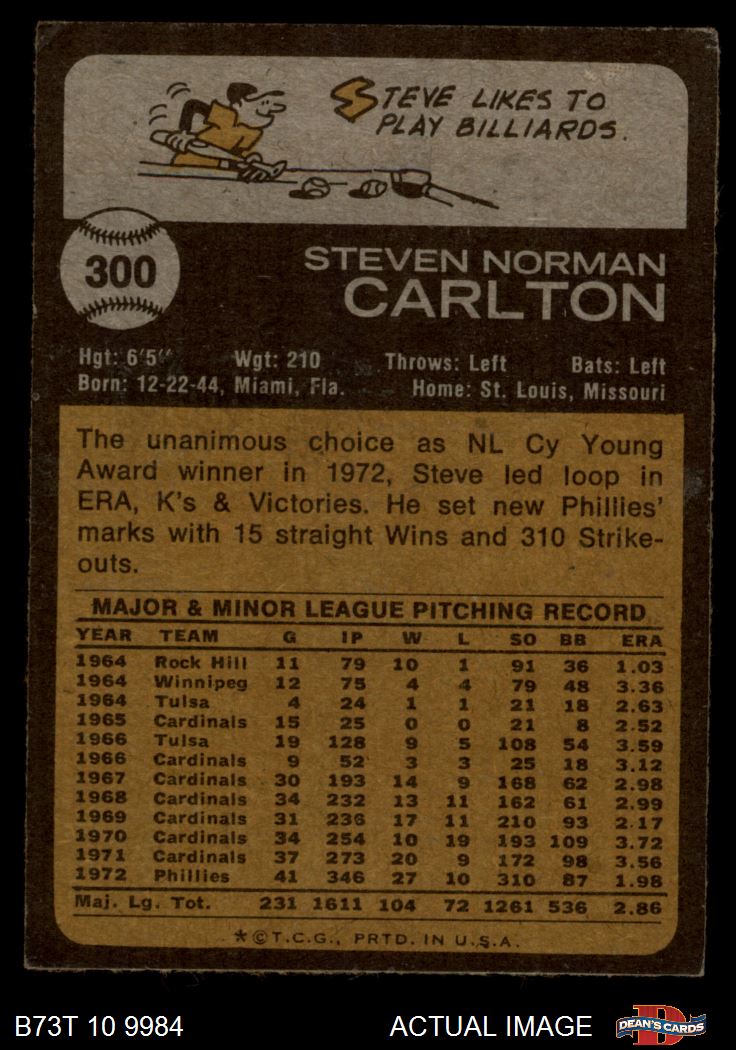 STEVE LIKES TO
PLAY BILLIARDS.
300
STEVEN NORMAN
CARLTON
Hgt: 6'5" Wgt: 210 Throws: Left Bats: Left
Born: 12-22-44, Miami, Fla. Home: St. Louis, Missouri
The unanimous choice as NL Cy Young
Award winner in 1972, Steve led loop in
ERA, K's & Victories. He set new Phillies'
marks with 15 straight Wins and 310 Strike-
outs.
MAJOR & MINOR LEAGUE PITCHING RECORD
YEAR TEAM G IP W L SO BB ERA
1964 Rock Hill 11 79 10 1 91 36 1.03
1964 Winnipeg 12 75 4 4 79 48 3.36
1964 Tulsa 4 24 1 1 21 18 2.63
1965 Cardinals 15 25 0 0 21 8 2.52
1966 Tulsa 19 128 9 5 108 54 3.59
1966 Cardinals 9 52 3 3 25 18 3.12
1967 Cardinals 30 193 14 9 168 62 2.98
1968 Cardinals 34 232 13 11 162 61 2.99
1969 Cardinals 31 236 17 11 210 93 2.17
1970 Cardinals 34 254 10 19 193 109 3.72
1971 Cardinals 37 273 20 9 172 98 3.56
1972 Phillies 41 346 27 10 310 87 1.98
Maj. Lg. Tot. 231 1611 104 72 1261 536 2.86
*©T.C.G., PRTD. IN U.S.A.
B73T 10 9984 ACTUAL IMAGE D DEAN'S CARDS